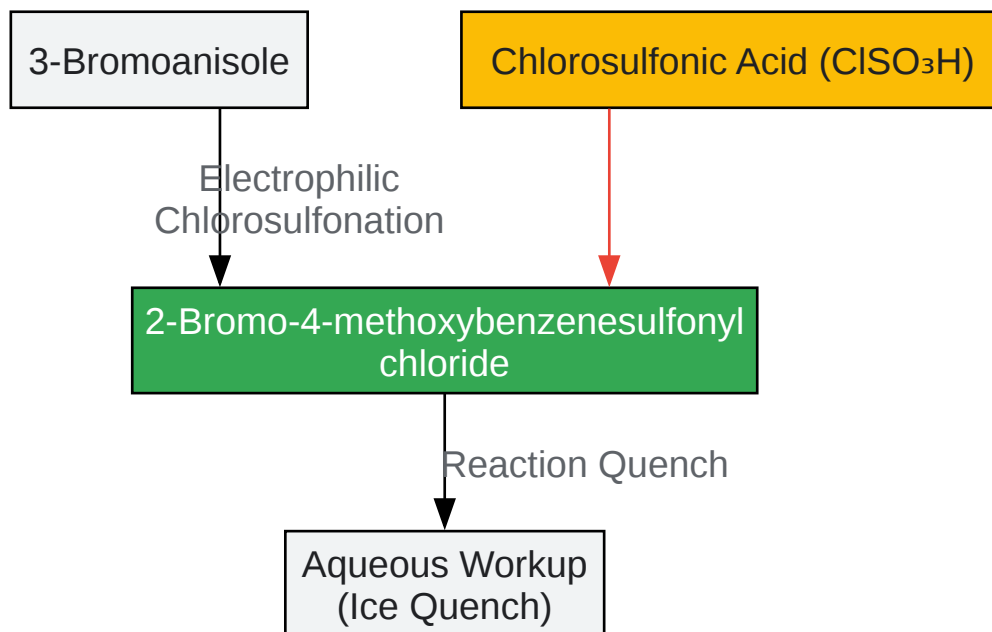 3-Bromoanisole
Chlorosulfonic Acid (ClSO₃H)
Electrophilic
Chlorosulfonation
2-Bromo-4-methoxybenzenesulfonyl
chloride
Reaction Quench
Aqueous Workup
(Ice Quench)